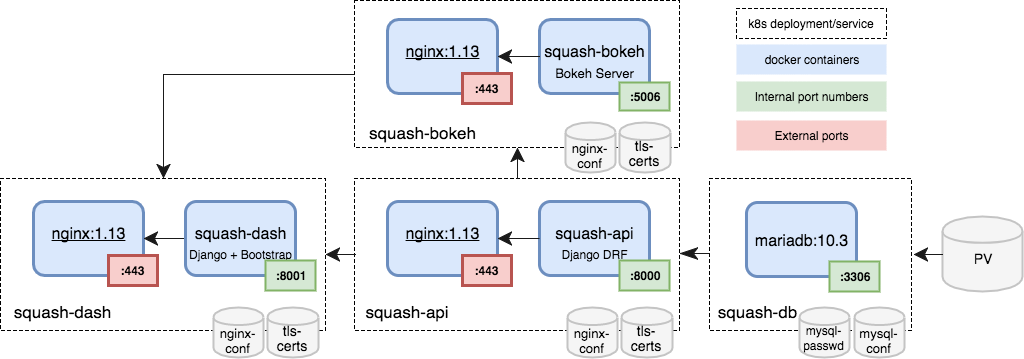 nginx:1.13
:443
squash-bokeh
Bokeh Server
:5006
squash-bokeh
nginx-
conf
tls-
certs
k8s deployment/service
docker containers
Internal port numbers
External ports
nginx:1.13
:443
squash-dash
Django + Bootstrap
:8001
squash-dash
nginx-
conf
tls-
certs
nginx:1.13
:443
squash-api
Django DRF
:8000
squash-api
nginx-
conf
tls-
certs
mariadb:10.3
:3306
squash-db
mysql-
passwd
mysql-
conf
PV